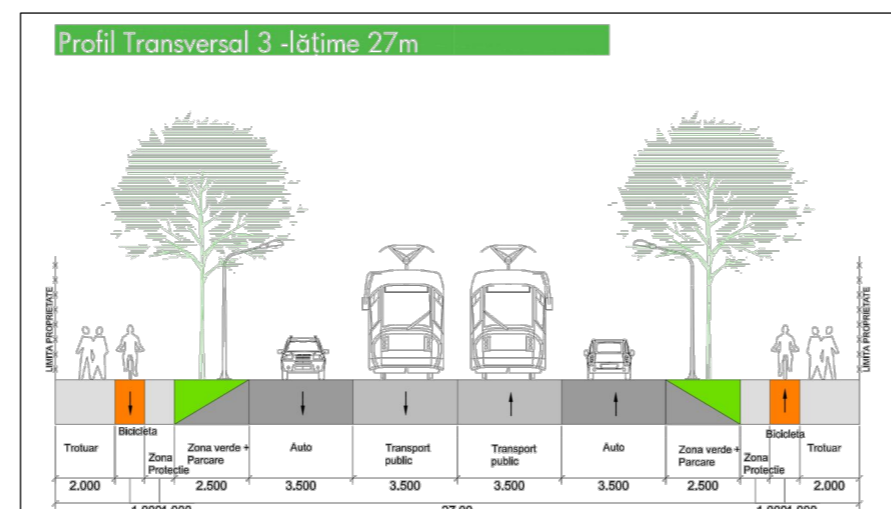 Profil Transversal 3 -lățime 27m
LIMITA PROPRIETATE
LIMITA PROPRIETATE
Trotuar
Bicicleta
Zona
Protectie
Zona verde +
Parcare
Auto
Transport
public
Transport
public
Auto
Zona verde +
Parcare
Zona
Protectie
Bicicleta
Trotuar
2.000 2.500 3.500 3.500 3.500 3.500 2.500 2.000